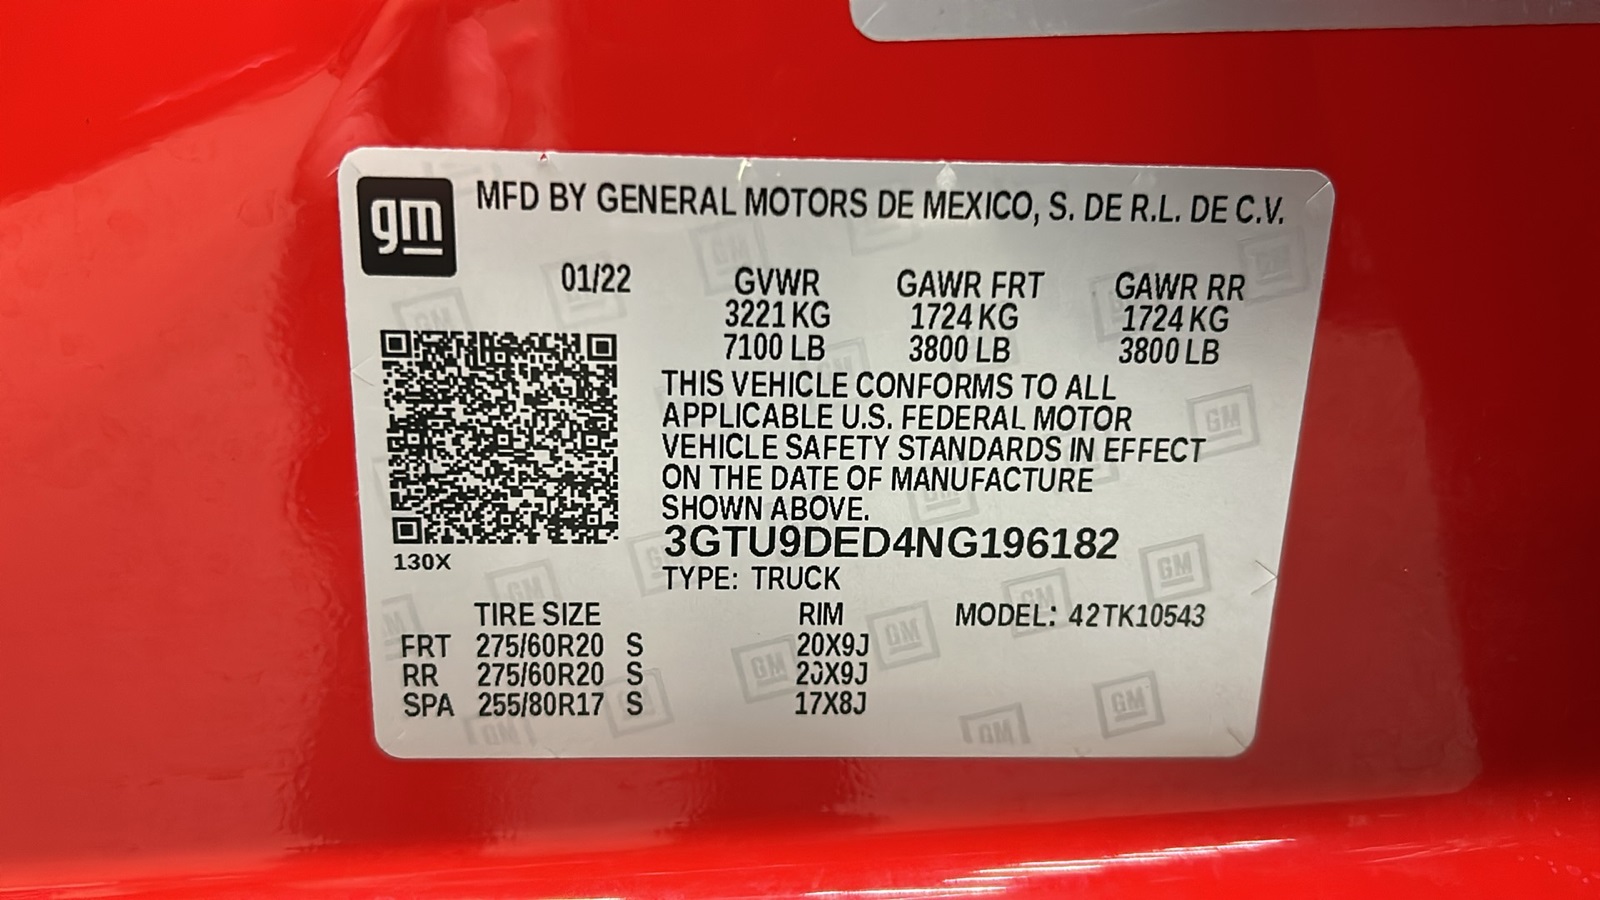 gm MFD BY GENERAL MOTORS DE MEXICO, S. DE R.L. DE C.V.
01/22 GVWR GAWR FRT GAWR RR
3221 KG 1724 KG 1724 KG
7100 LB 3800 LB 3800 LB
THIS VEHICLE CONFORMS TO ALL
APPLICABLE U.S. FEDERAL MOTOR
VEHICLE SAFETY STANDARDS IN EFFECT
ON THE DATE OF MANUFACTURE
SHOWN ABOVE.
3GTU9DED4NG196182
130X
TYPE: TRUCK
TIRE SIZE RIM MODEL: 42TK10543
FRT 275/60R20 S 20X9J
RR 275/60R20 S 20X9J
SPA 255/80R17 S 17X8J